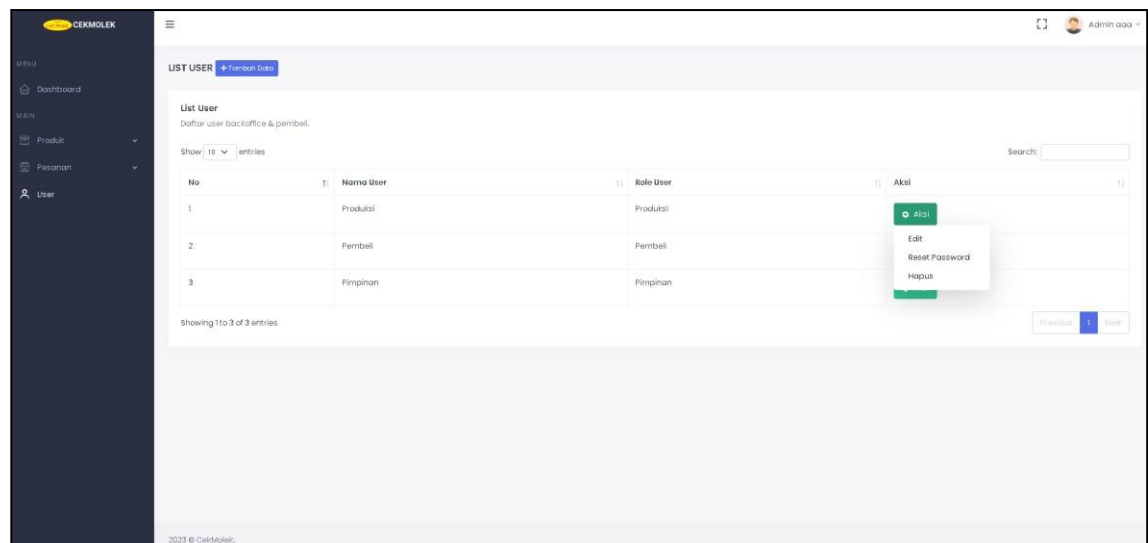 CEKMOLEK
Admin aaa
MENU
Dashboard
MAIN
Produk
Pesanan
User
LIST USER + Tambah Data
List User
Daftar user backoffice & pembeli.
Show 10 entries
Search:
No Nama User Role User Aksi
1 Produksi Produksi Aksi
2 Pembeli Pembeli
3 Pimpinan Pimpinan
Edit
Reset Password
Hapus
Showing 1 to 3 of 3 entries
Previous 1 Next
2023 © CekMolek.